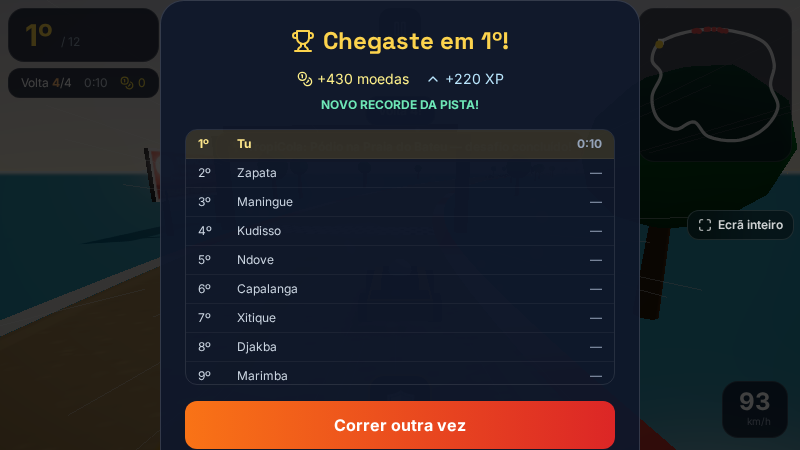 1º / 12
Volta 4/4 0:10 0
Chegaste em 1º!
+430 moedas +220 XP
NOVO RECORDE DA PISTA!
1º Tu 0:10
2º Zapata —
3º Maningue —
4º Kudisso —
5º Ndove —
6º Capalanga —
7º Xitique —
8º Djakba —
9º Marimba —
Correr outra vez
Ecrã inteiro
93
km/h